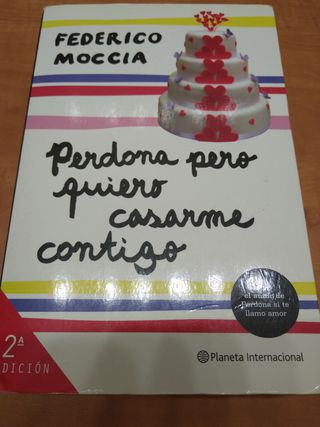 FEDERICO
MOCCIA
Perdona pero
quiero
casarme
contigo
el autor de
Perdona si te
llamo amor
2ª
EDICIÓN
Planeta Internacional